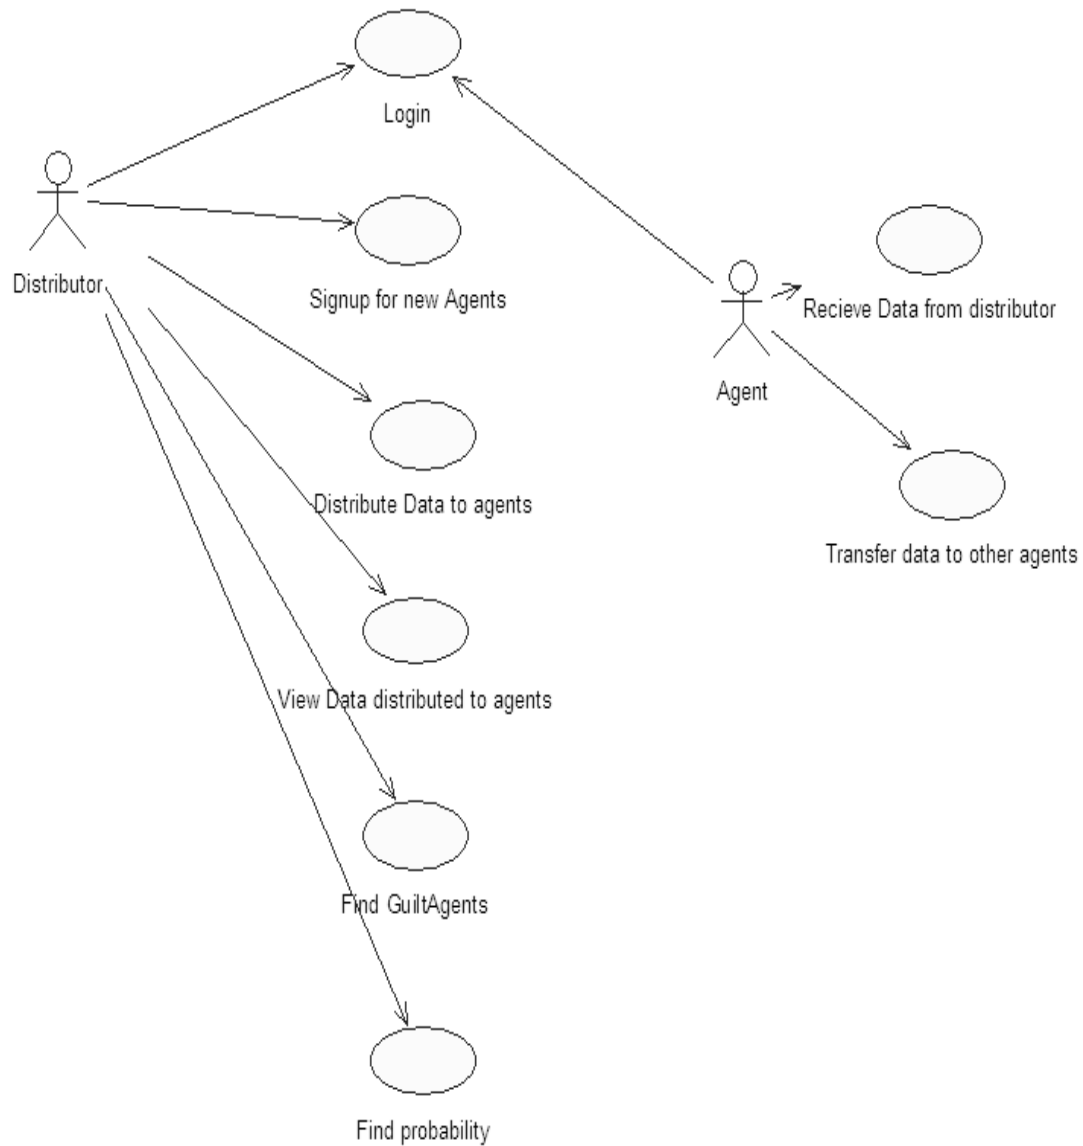 Login
Distributor
Signup for new Agents
Recieve Data from distributor
Agent
Distribute Data to agents
Transfer data to other agents
View Data distributed to agents
Find GuiltAgents
Find probability